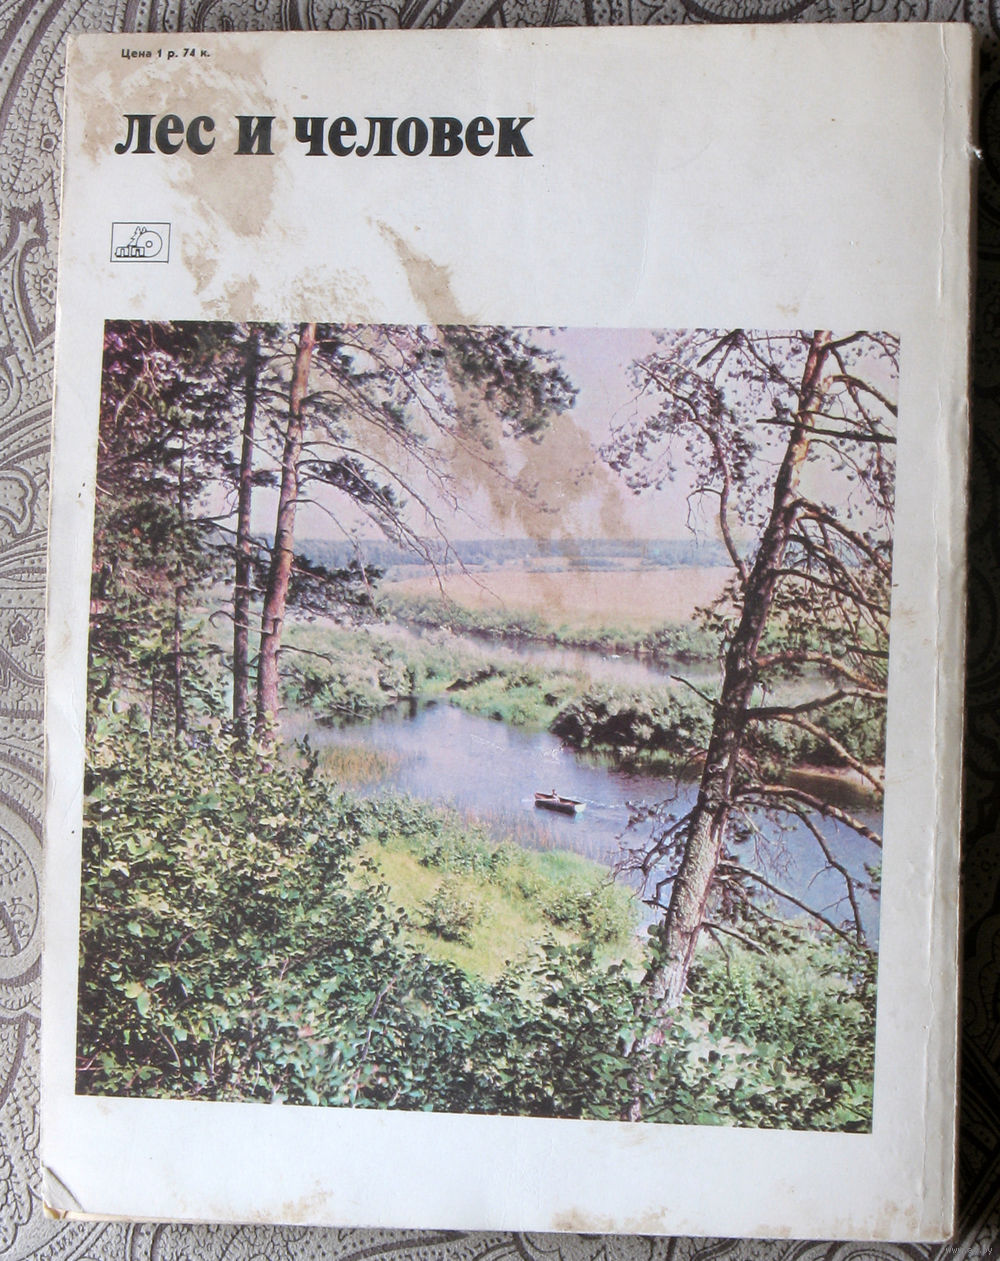 Цена 1 р. 74 к.
лес и человек